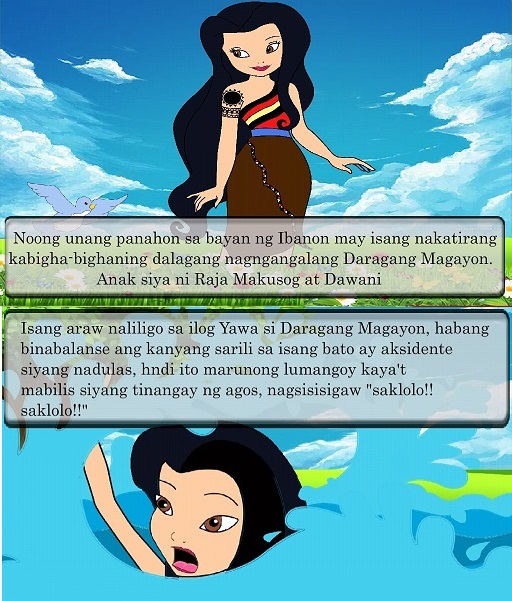 Noong unang panahon sa bayan ng Ibanon may isang nakatirang
kabigha-bighaning dalagang nagngangalang Daragang Magayon.
Anak siya ni Raja Makusog at Dawani
Isang araw naliligo sa ilog Yawa si Daragang Magayon, habang
binabalanse ang kanyang sarili sa isang bato ay aksidente
siyang nadulas, hndi ito marunong lumangoy kaya't
mabilis siyang tinangay ng agos, nagsisisigaw "saklolo!!
saklolo!!"